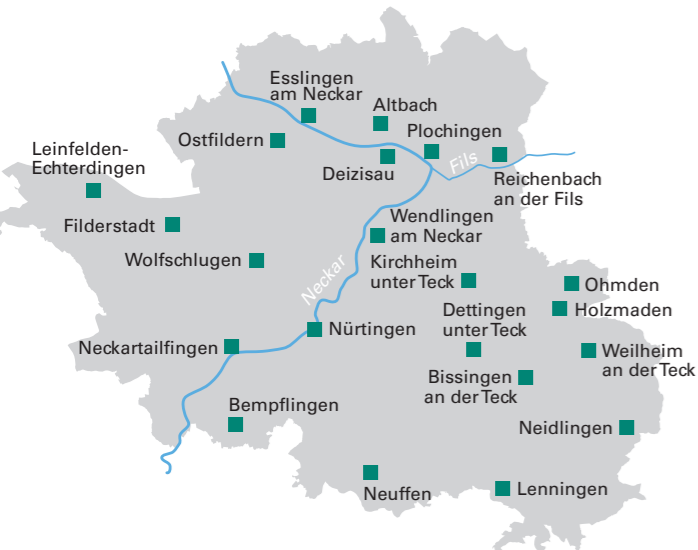 Esslingen
am Neckar
Altbach
Ostfildern
Plochingen
Leinfelden-
Echterdingen
Deizisau
Fils
Reichenbach
an der Fils
Filderstadt
Wendlingen
am Neckar
Wolfschlugen
Neckar
Kirchheim
unter Teck
Ohmden
Holzmaden
Dettingen
unter Teck
Nürtingen
Neckartailfingen
Weilheim
an der Teck
Bissingen
an der Teck
Bempflingen
Neidlingen
Neuffen
Lenningen